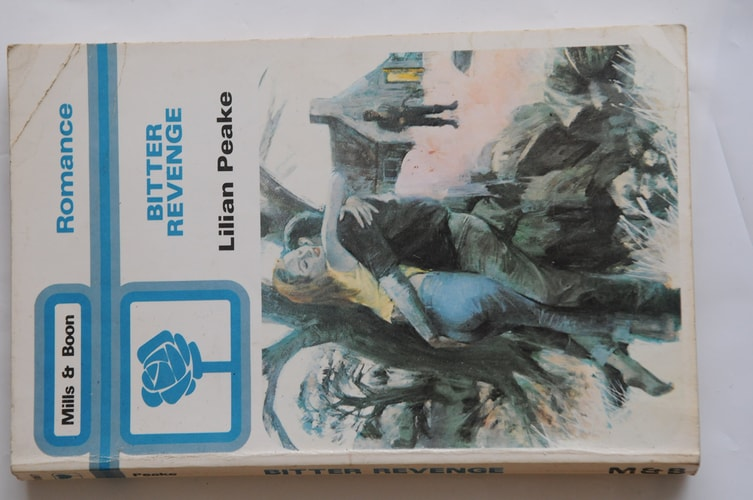 Mills & Boon
Romance
BITTER
REVENGE
Lilian Peake
Peake
BITTER REVENGE
M&B